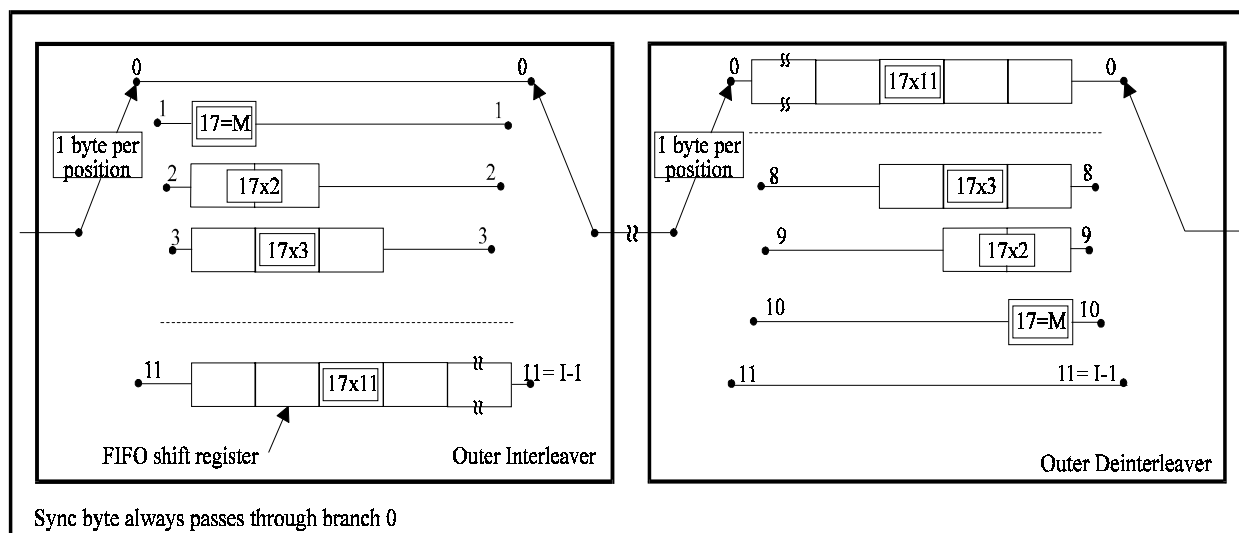 0
0
1
17=M
1
1 byte per
position
2
17x2
2
3
17x3
3
11
17x11
11= I-1
FIFO shift register
Outer Interleaver
0
17x11
0
1 byte per
position
8
17x3
8
9
17x2
9
10
17=M
10
11
11= I-1
Outer Deinterleaver
Sync byte always passes through branch 0